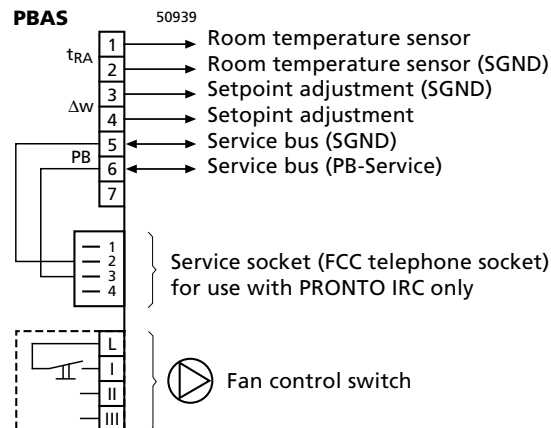 PBAS 50939
tRA 1 Room temperature sensor
2 Room temperature sensor (SGND)
Δw 3 Setpoint adjustment (SGND)
4 Setopint adjustment
PB 5 Service bus (SGND)
6 Service bus (PB-Service)
7
1
2
3
4
Service socket (FCC telephone socket)
for use with PRONTO IRC only
L
I
II
III
Fan control switch